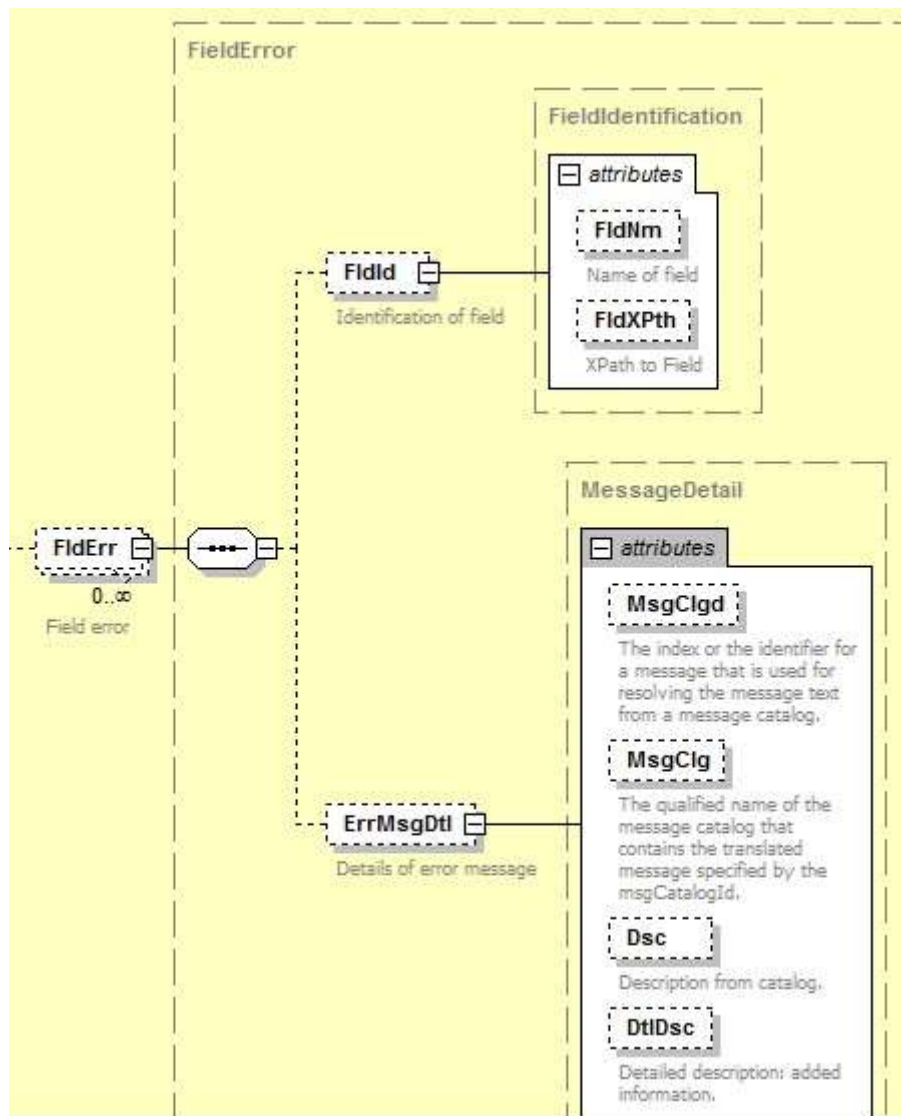 FieldError
FieldIdentification
attributes
FldNm
Name of field
FldId
Identification of field
FldXPth
XPath to Field
MessageDetail
attributes
FldErr
0..∞
Field error
MsgClgd
The index or the identifier for
a message that is used for
resolving the message text
from a message catalog.
MsgClg
The qualified name of the
message catalog that
contains the translated
message specified by the
msgCatalogId.
ErrMsgDtl
Details of error message
Dsc
Description from catalog.
DtlDsc
Detailed description: added
information.